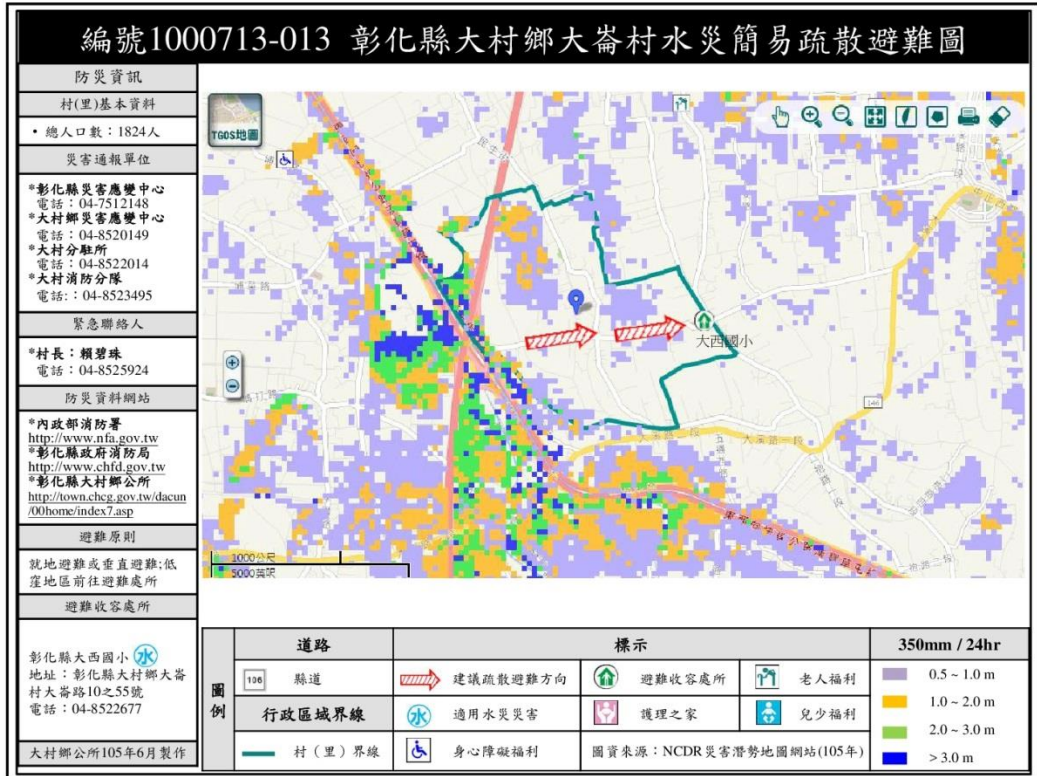 編號1000713-013 彰化縣大村鄉大崙村水災簡易疏散避難圖
防災資訊
村(里)基本資料
• 總人口數：1824人
災害通報單位
*彰化縣災害應變中心
電話：04-7512148
*大村鄉災害應變中心
電話：04-8520149
*大村分駐所
電話：04-8522014
*大村消防分隊
電話:：04-8523495
緊急聯絡人
*村長：賴碧珠
電話：04-8525924
防災資料網站
*內政部消防署
http://www.nfa.gov.tw
*彰化縣政府消防局
http://www.chfd.gov.tw
*彰化縣大村鄉公所
http://town.chcg.gov.tw/dacun
/00home/index7.asp
避難原則
就地避難或垂直避難;低
窪地區前往避難處所
避難收容處所
彰化縣大西國小 水
地址：彰化縣大村鄉大崙
村大崙路10之55號
電話：04-8522677
大村鄉公所105年6月製作
TGOS地圖
大西國小
146
大溪路二段
大溪路一段
1000公尺
5000英呎
圖例
道路
標示
350mm / 24hr
106 縣道
建議疏散避難方向
避難收容處所
老人福利
0.5 ~ 1.0 m
行政區域界線
水 適用水災災害
護理之家
兒少福利
1.0 ~ 2.0 m
村（里）界線
身心障礙福利
圖資來源：NCDR災害潛勢地圖網站(105年)
2.0 ~ 3.0 m
> 3.0 m